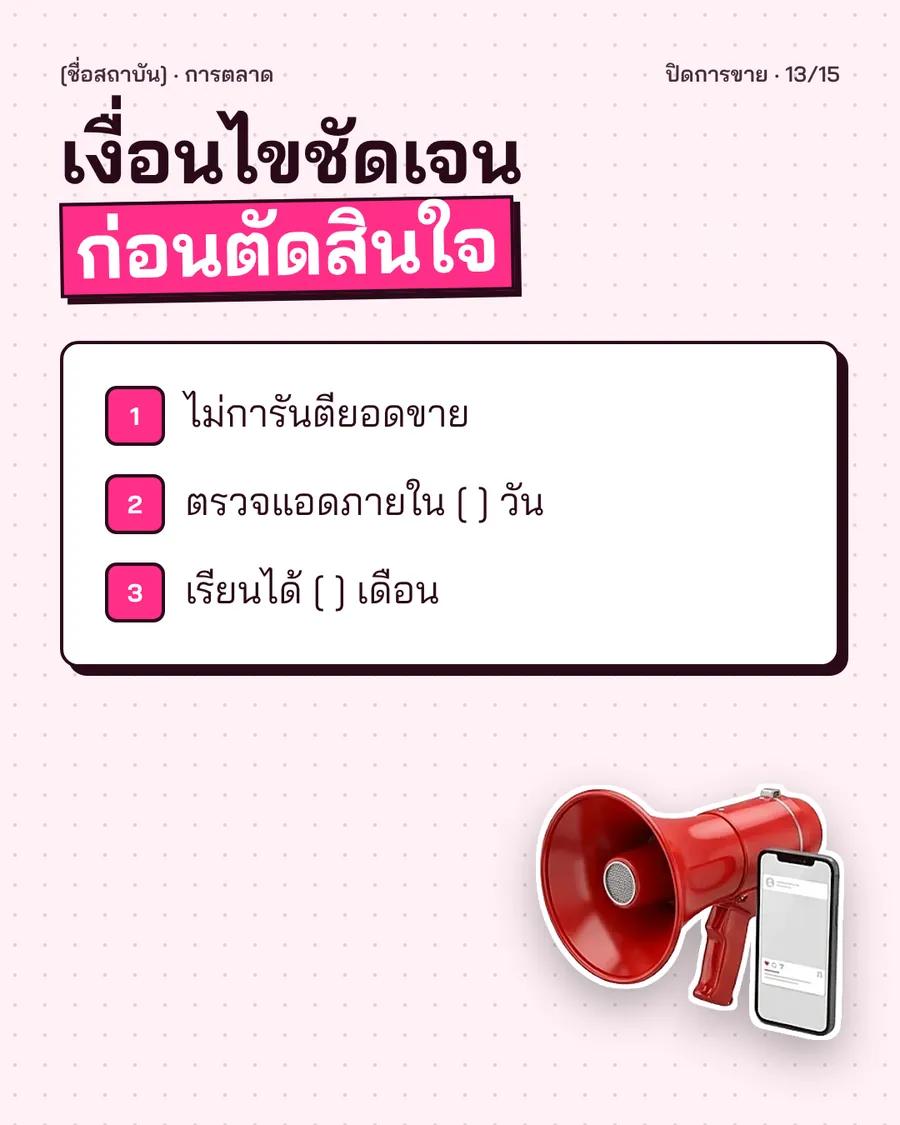 (ชื่อสถาบัน) · การตลาด
ปิดการขาย · 13/15
เงื่อนไขชัดเจน
ก่อนตัดสินใจ
1 ไม่การันตียอดขาย
2 ตรวจแอดภายใน ( ) วัน
3 เรียนได้ ( ) เดือน